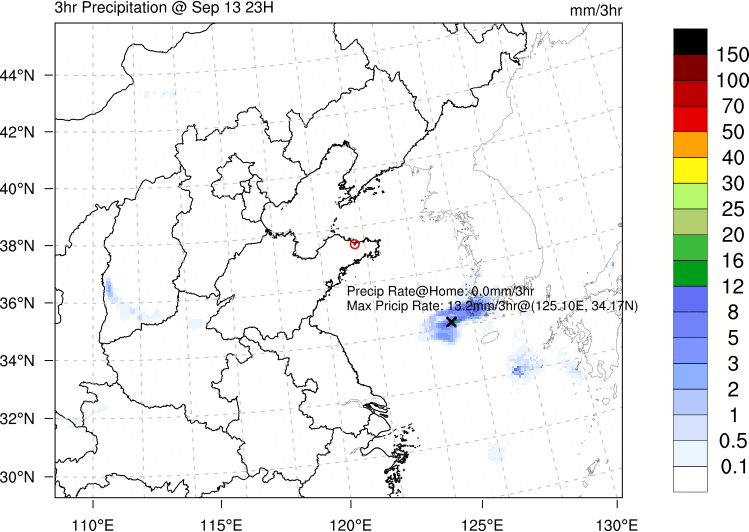 3hr Precipitation @ Sep 13 23H
mm/3hr
44°N
42°N
40°N
38°N
36°N
34°N
32°N
30°N
110°E
115°E
120°E
125°E
130°E
Precip Rate@Home: 0.0mm/3hr
Max Pricip Rate: 13.2mm/3hr@(125.10E, 34.17N)
150
100
70
50
40
30
25
20
16
12
8
5
3
2
1
0.5
0.1